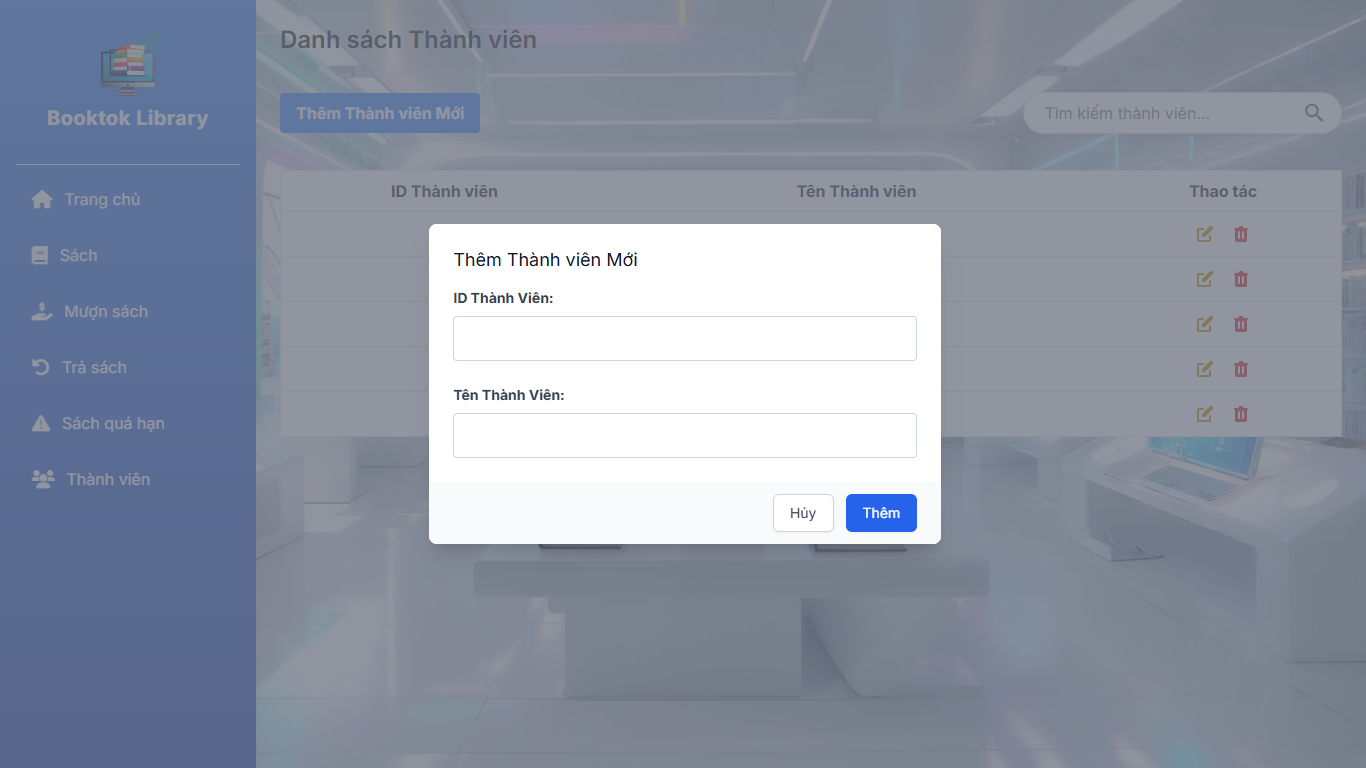 Booktok Library
Trang chủ
Sách
Mượn sách
Trả sách
Sách quá hạn
Thành viên
Danh sách Thành viên
Thêm Thành viên Mới
Tìm kiếm thành viên...
ID Thành viên Tên Thành viên Thao tác
Thêm Thành viên Mới
ID Thành Viên:
Tên Thành Viên:
Hủy Thêm